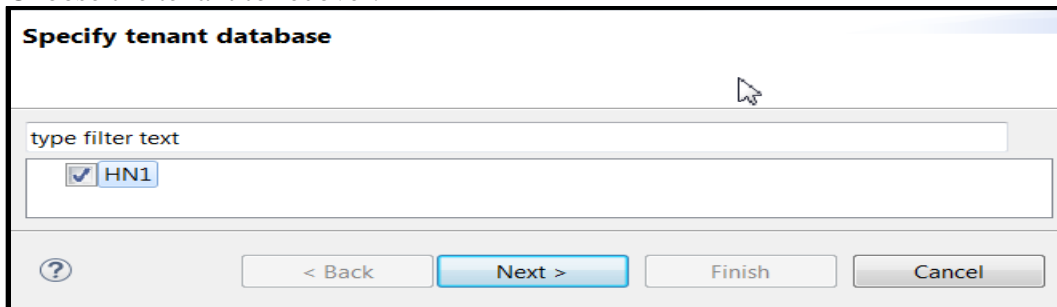 Specify tenant database
type filter text
HN1
< Back Next > Finish Cancel